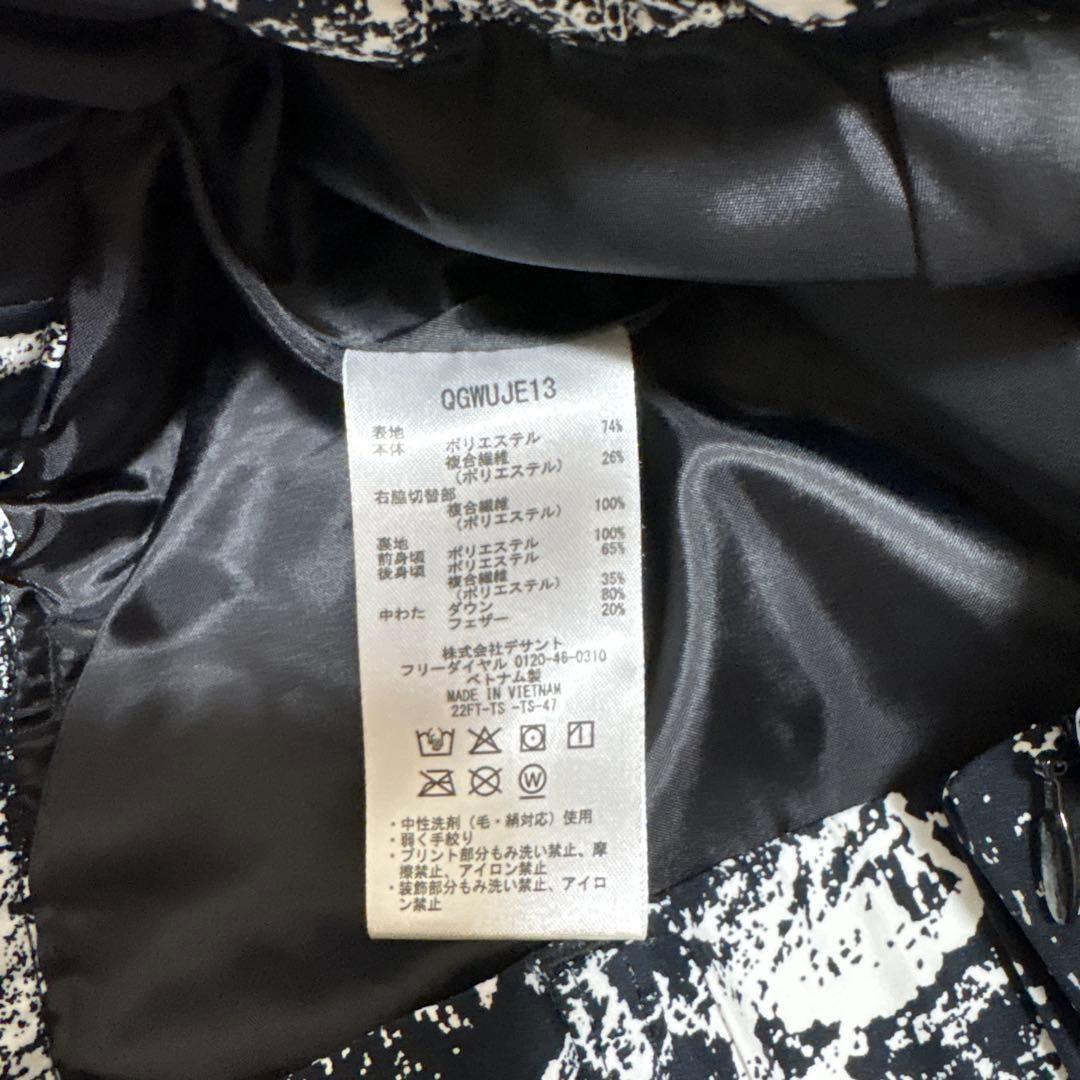 QGWUJE13
表地
本体 ポリエステル 74%
複合繊維
(ポリエステル) 26%
右脇切替部
複合繊維
(ポリエステル) 100%
裏地
前身頃 ポリエステル 100%
後身頃 ポリエステル 65%
複合繊維
(ポリエステル) 35%
中わた ダウン 80%
フェザー 20%
株式会社デサント
フリーダイヤル 0120-46-0310
ベトナム製
MADE IN VIETNAM
22FT-TS -TS-47
W
・中性洗剤（毛・絹対応）使用
・弱く手絞り
・プリント部分もみ洗い禁止、摩
擦禁止、アイロン禁止
・装飾部分もみ洗い禁止、アイロ
ン禁止